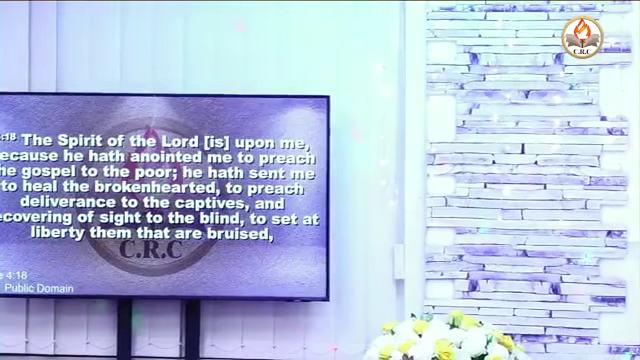 :18 The Spirit of the Lord [is] upon me,
ecause he hath anointed me to preach
he gospel to the poor; he hath sent me
to heal the brokenhearted, to preach
deliverance to the captives, and
ecovering of sight to the blind, to set at
liberty them that are bruised,
C.R.C
e 4:18
Public Domain
C.R.C